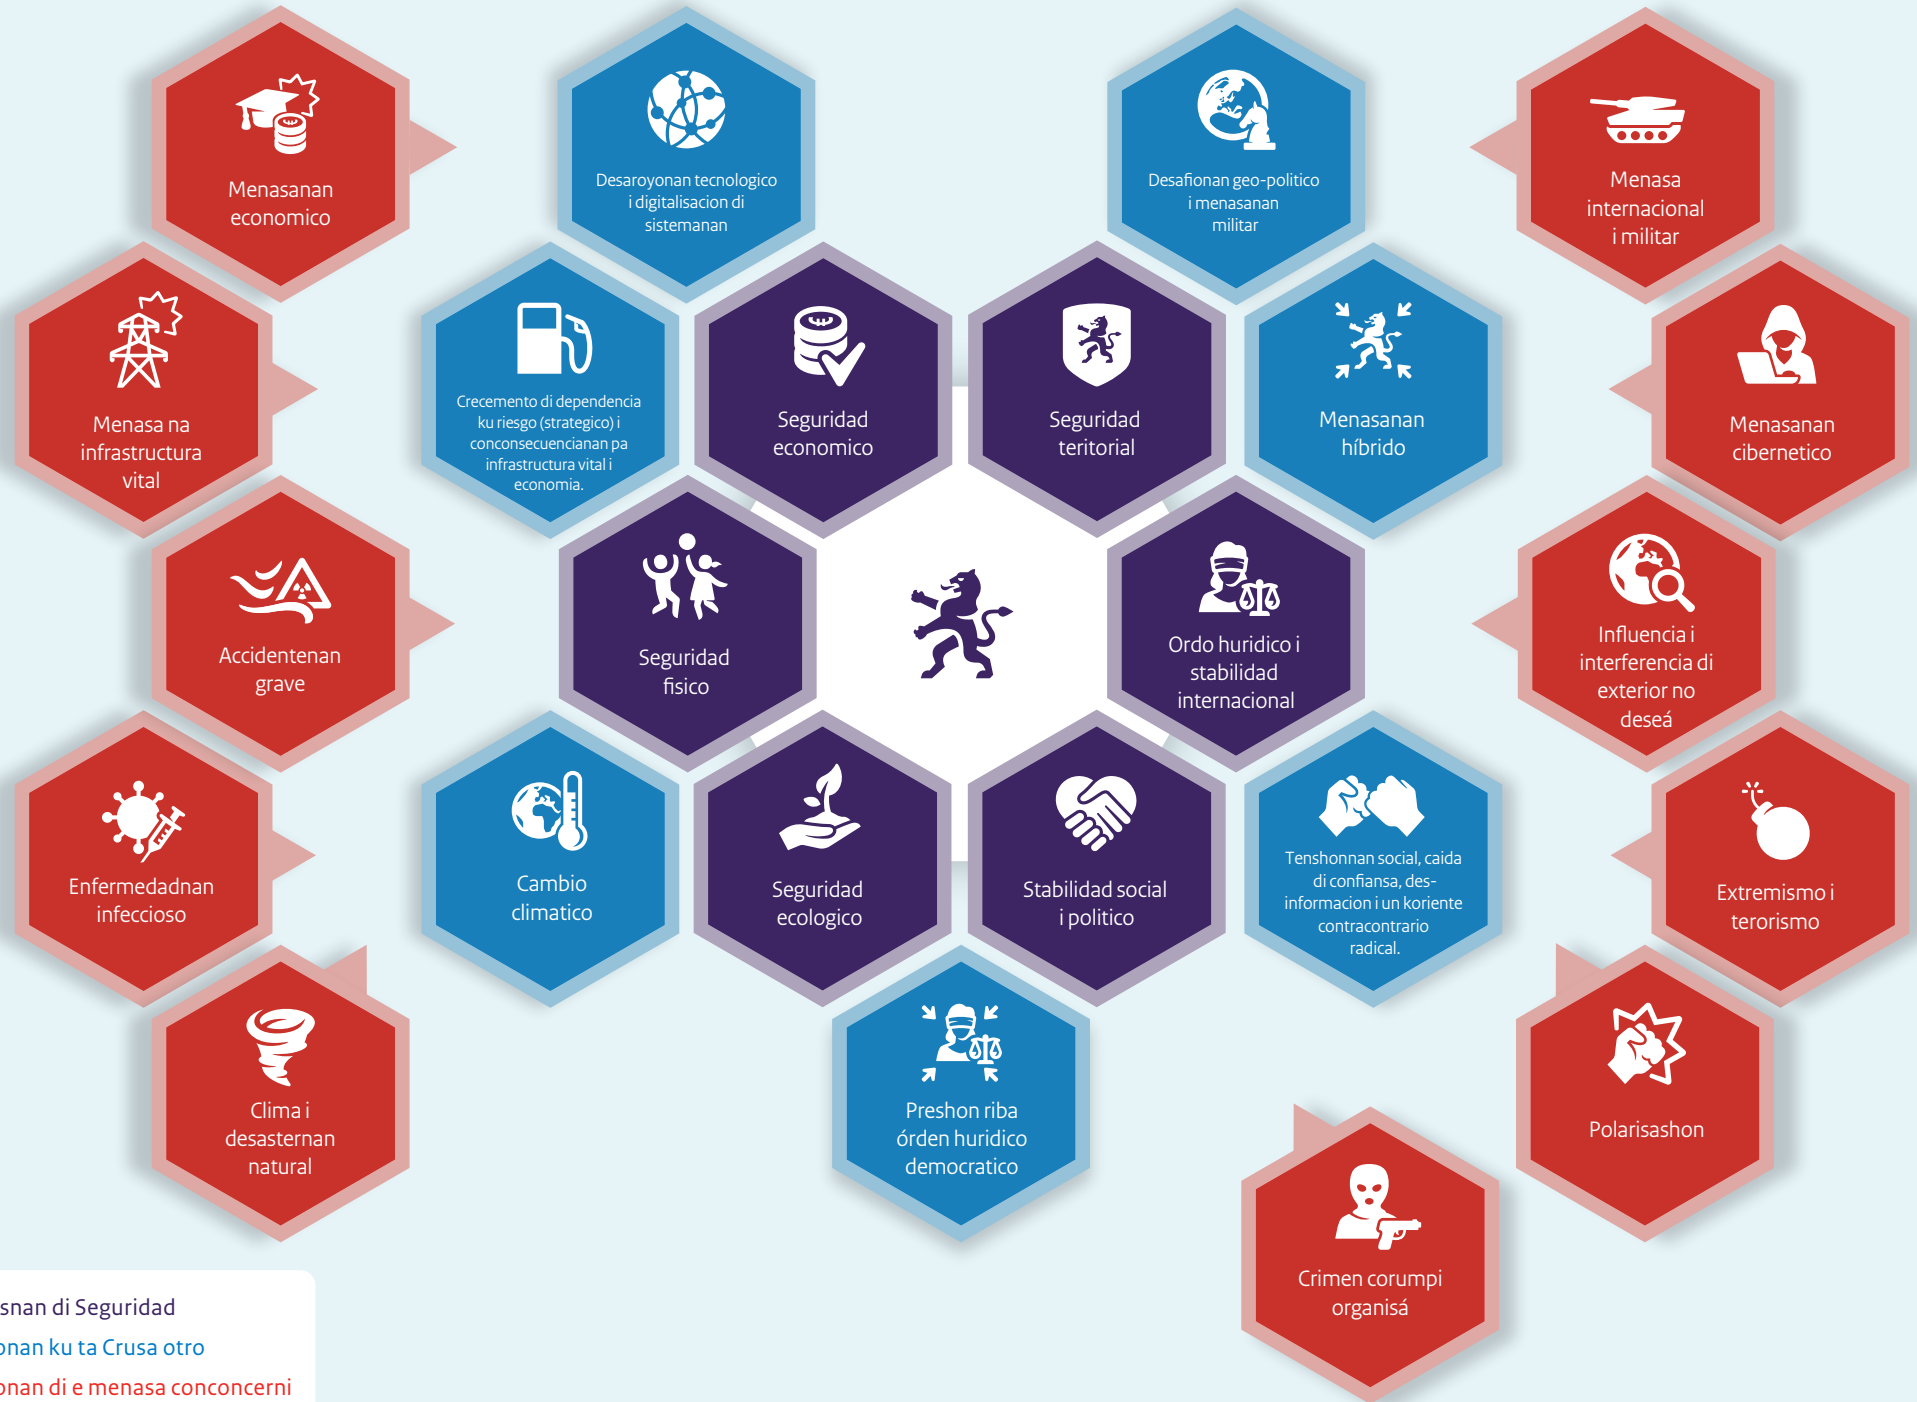 Menasanan
economico
Desaroyonan tecnologico
i digitalisacion di
sistemanan
Desafionan geo-politico
i menasanan
militar
Menasa
internacional
i militar
Menasa na
infrastructura
vital
Crecemento di dependencia
ku riesgo (strategico) i
conconsecuencianan pa
infrastructura vital i
economia.
Seguridad
economico
Seguridad
teritorial
Menasanan
híbrido
Menasanan
cibernetico
Accidentenan
grave
Seguridad
fisico
Ordo huridico i
stabilidad
internacional
Influencia i
interferencia di
exterior no
deseá
Enfermedadnan
infeccioso
Cambio
climatico
Seguridad
ecologico
Stabilidad social
i politico
Tenshonnan social, caida
di confiansa, des-
informacion i un koriente
contracontrario
radical.
Extremismo i
terorismo
Clima i
desasternan
natural
Preshon riba
órden huridico
democratico
Polarisashon
Crimen corumpi
organisá
snan di Seguridad
onan ku ta Crusa otro
onan di e menasa conconcerni